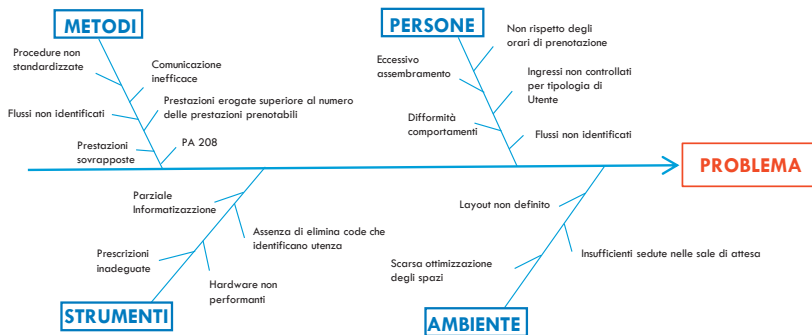 METODI
Procedure non
standardizzate
Comunicazione
inefficace
Flussi non identificati
Prestazioni erogate superiore al numero
delle prestazioni prenotabili
Prestazioni
sovrapposte
PA 208
PERSONE
Non rispetto degli
orari di prenotazione
Eccessivo
assembramento
Ingressi non controllati
per tipologia di
Utente
Difformità
comportamenti
Flussi non identificati
PROBLEMA
Parziale
Informatizazzione
Assenza di elimina code che
identificano utenza
Prescrizioni
inadeguate
Hardware non
performanti
STRUMENTI
Layout non definito
Insufficienti sedute nelle sale di attesa
Scarsa ottimizzazione
degli spazi
AMBIENTE